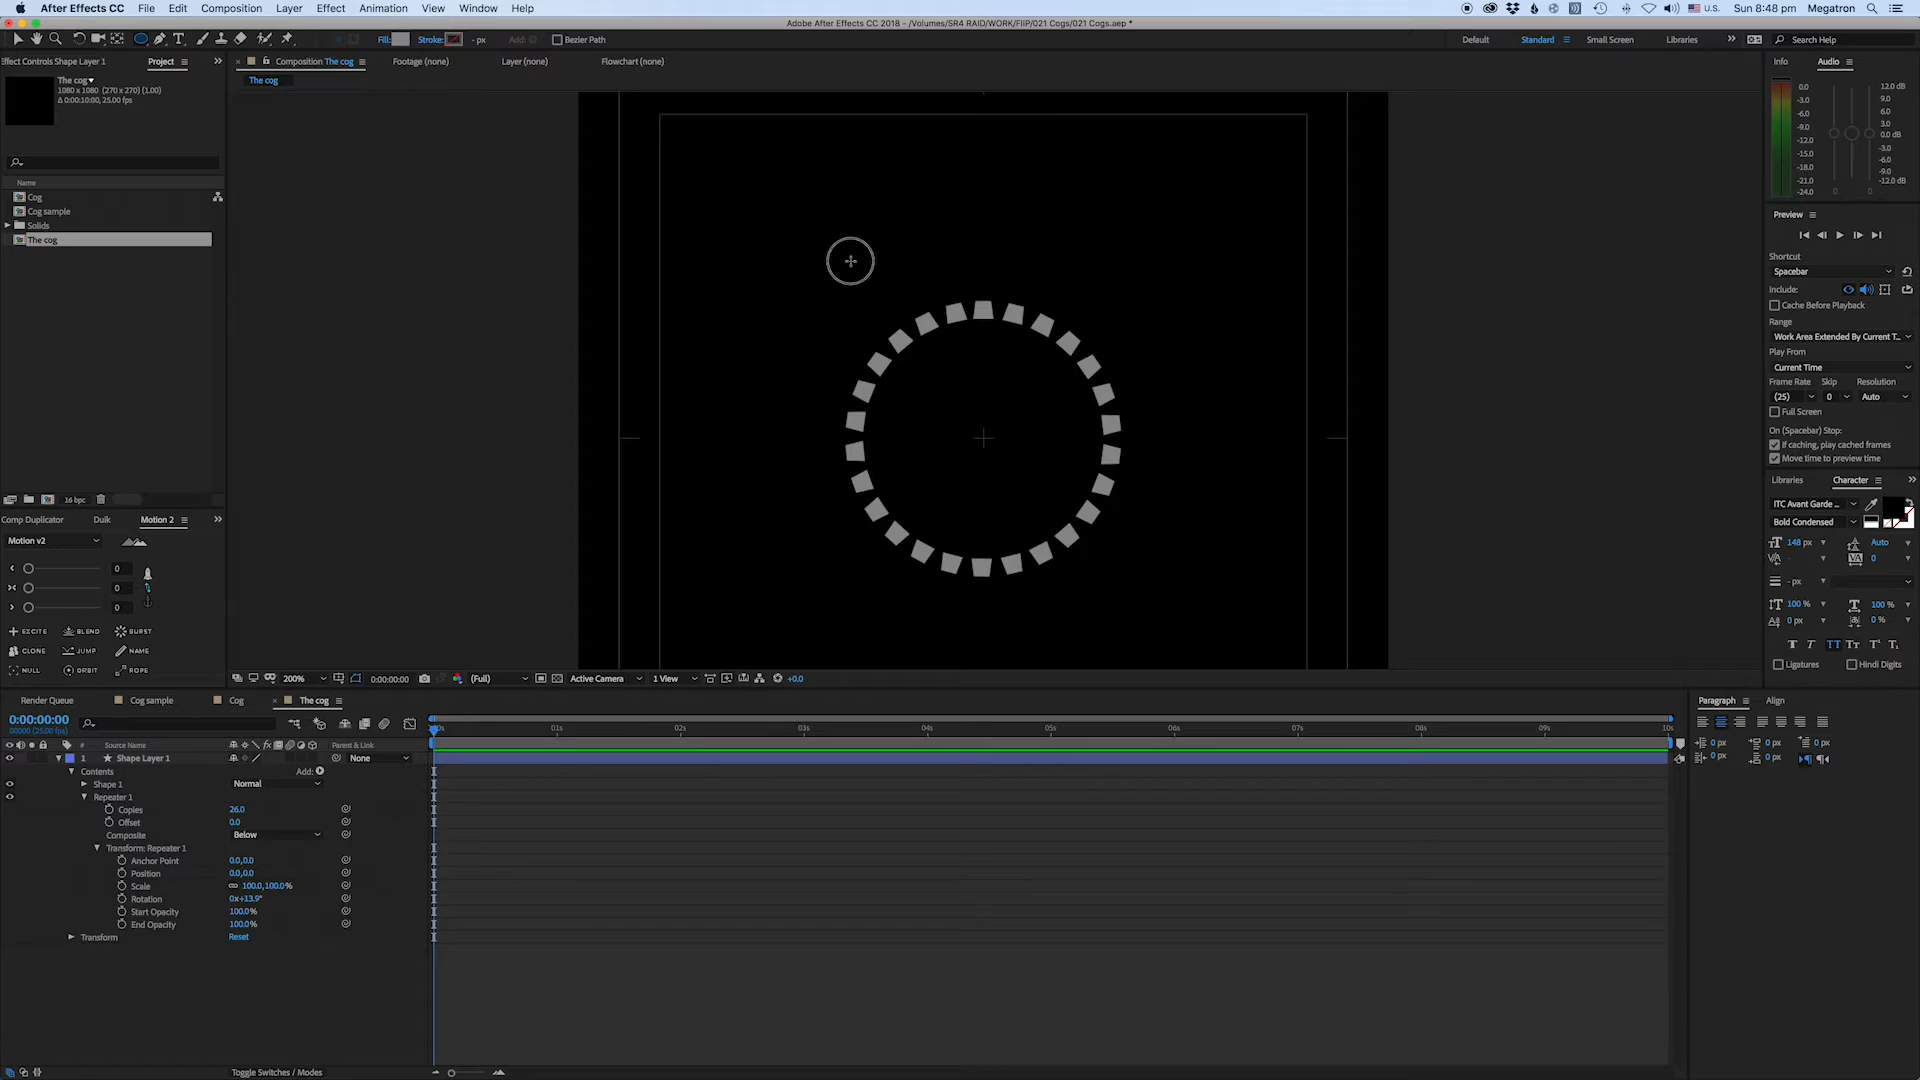 After Effects CC File Edit Composition Layer Effect Animation View Window Help U.S. Sun 8:48 pm Megatron
Adobe After Effects CC 2018 - /Volumes/SR4 RAID/WORK/FIIP/021 Cogs/021 Cogs.aep *
Fill: Stroke: - px Add: Bezier Path Default Standard Small Screen Libraries Search Help
Effect Controls Shape Layer 1 Project Composition The cog Footage (none) Layer (none) Flowchart (none) Info Audio
The cog
The cog
1080 x 1080 (270 x 270) (1.00)
Δ 0:00:10:00, 25.00 fps
0.0
-3.0
-6.0
-9.0
-12.0
-15.0
-18.0
-21.0
-24.0
12.0 dB
9.0
6.0
3.0
0.0 dB
-3.0
-6.0
-9.0
-12.0 dB
0 0
Name
Cog
Cog sample
Solids
The cog
Preview
Shortcut
Spacebar
Include:
Cache Before Playback
Range
Work Area Extended By Current T...
Play From
Current Time
Frame Rate Skip Resolution
(25) 0 Auto
Full Screen
On (Spacebar) Stop:
If caching, play cached frames
Move time to preview time
Libraries Character
ITC Avant Garde ...
Bold Condensed
148 px Auto
0
- px
100 % 100 %
0 px 0 %
Ligatures Hindi Digits
16 bpc
Comp Duplicator Duik Motion 2
Motion v2
0
0
0
EXCITE BLEND BURST
CLONE JUMP NAME
NULL ORBIT ROPE
200% 0:00:00:00 (Full) Active Camera 1 View +0.0
Render Queue Cog sample Cog The cog
0:00:00:00
00000 (25.00 fps)
01s 02s 03s 04s 05s 06s 07s 08s 09s 10s
# Source Name Parent & Link
1 Shape Layer 1 None
Contents Add:
Shape 1 Normal
Repeater 1
Copies 26.0
Offset 0.0
Composite Below
Transform: Repeater 1
Anchor Point 0.0,0.0
Position 0.0,0.0
Scale 100.0,100.0%
Rotation 0x+13.9°
Start Opacity 100.0%
End Opacity 100.0%
Transform Reset
Toggle Switches / Modes
Paragraph Align
0 px 0 px 0 px
0 px 0 px